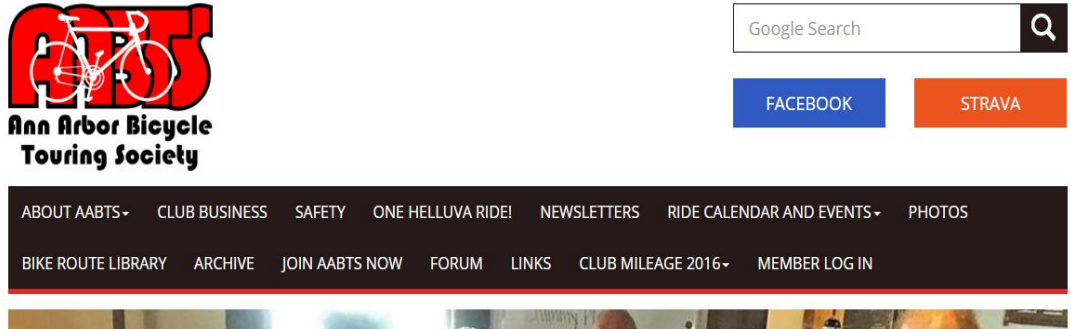 AABTS
Ann Arbor Bicycle
Touring Society
Google Search
FACEBOOK STRAVA
ABOUT AABTS CLUB BUSINESS SAFETY ONE HELLUVA RIDE! NEWSLETTERS RIDE CALENDAR AND EVENTS PHOTOS
BIKE ROUTE LIBRARY ARCHIVE JOIN AABTS NOW FORUM LINKS CLUB MILEAGE 2016 MEMBER LOG IN